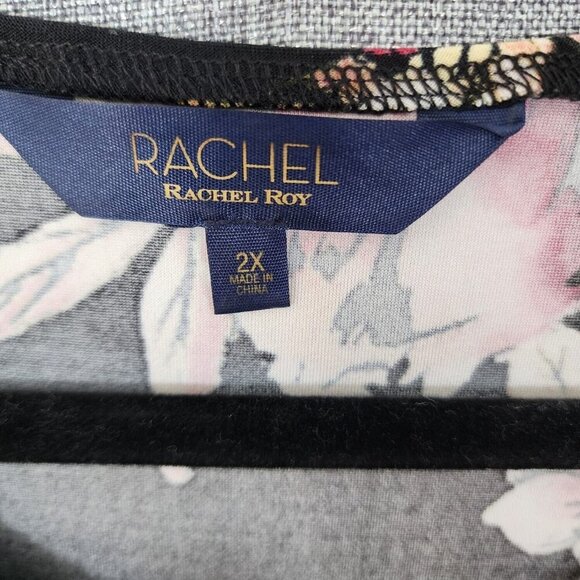 RACHEL
RACHEL ROY
2X
MADE IN
CHINA